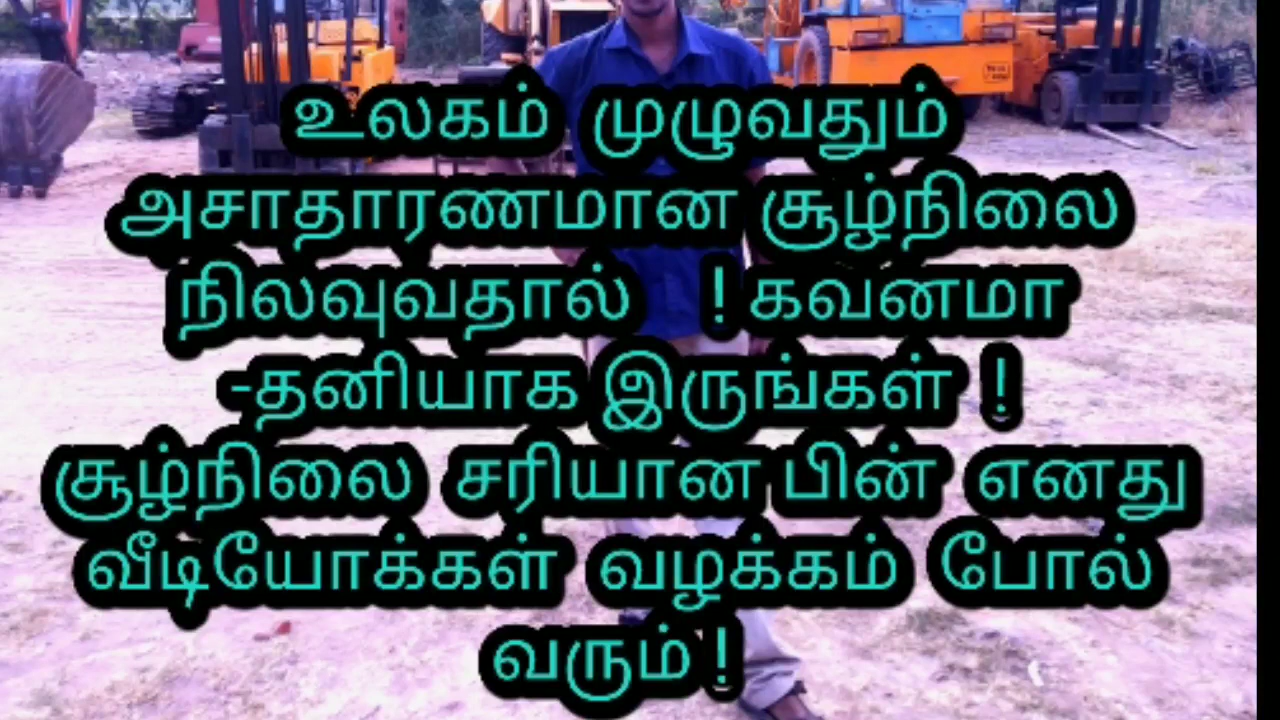 உலகம் முழுவதும்
அசாதாரணமான சூழ்நிலை
நிலவுவதால் ! கவனமா
-தனியாக இருங்கள் !
சூழ்நிலை சரியான பின் எனது
வீடியோக்கள் வழக்கம் போல்
வரும் !